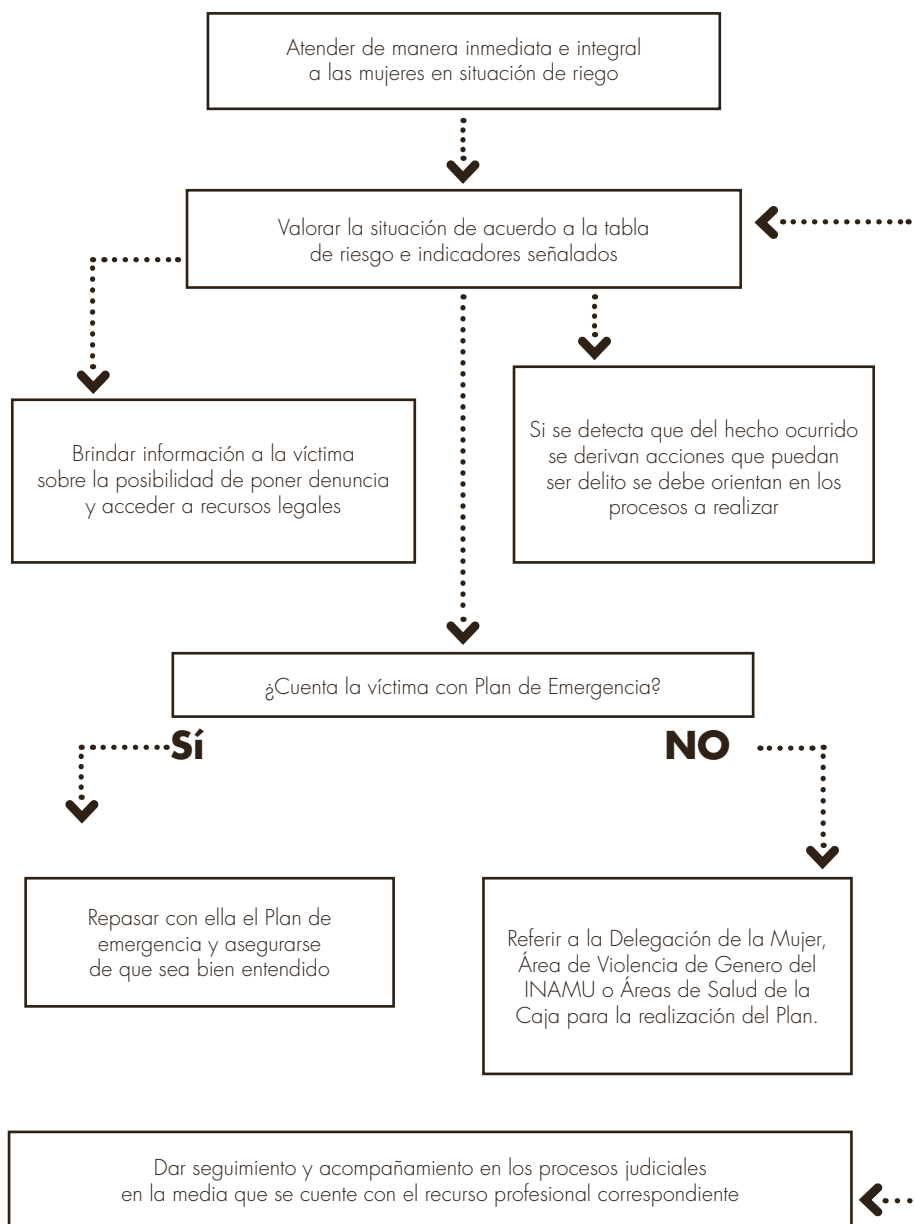 Atender de manera inmediata e integral
a las mujeres en situación de riego
Valorar la situación de acuerdo a la tabla
de riesgo e indicadores señalados
Brindar información a la víctima
sobre la posibilidad de poner denuncia
y acceder a recursos legales
Si se detecta que del hecho ocurrido
se derivan acciones que puedan
ser delito se debe orientan en los
procesos a realizar
¿Cuenta la víctima con Plan de Emergencia?
Sí
NO
Repasar con ella el Plan de
emergencia y asegurarse
de que sea bien entendido
Referir a la Delegación de la Mujer,
Área de Violencia de Genero del
INAMU o Áreas de Salud de la
Caja para la realización del Plan.
Dar seguimiento y acompañamiento en los procesos judiciales
en la media que se cuente con el recurso profesional correspondiente